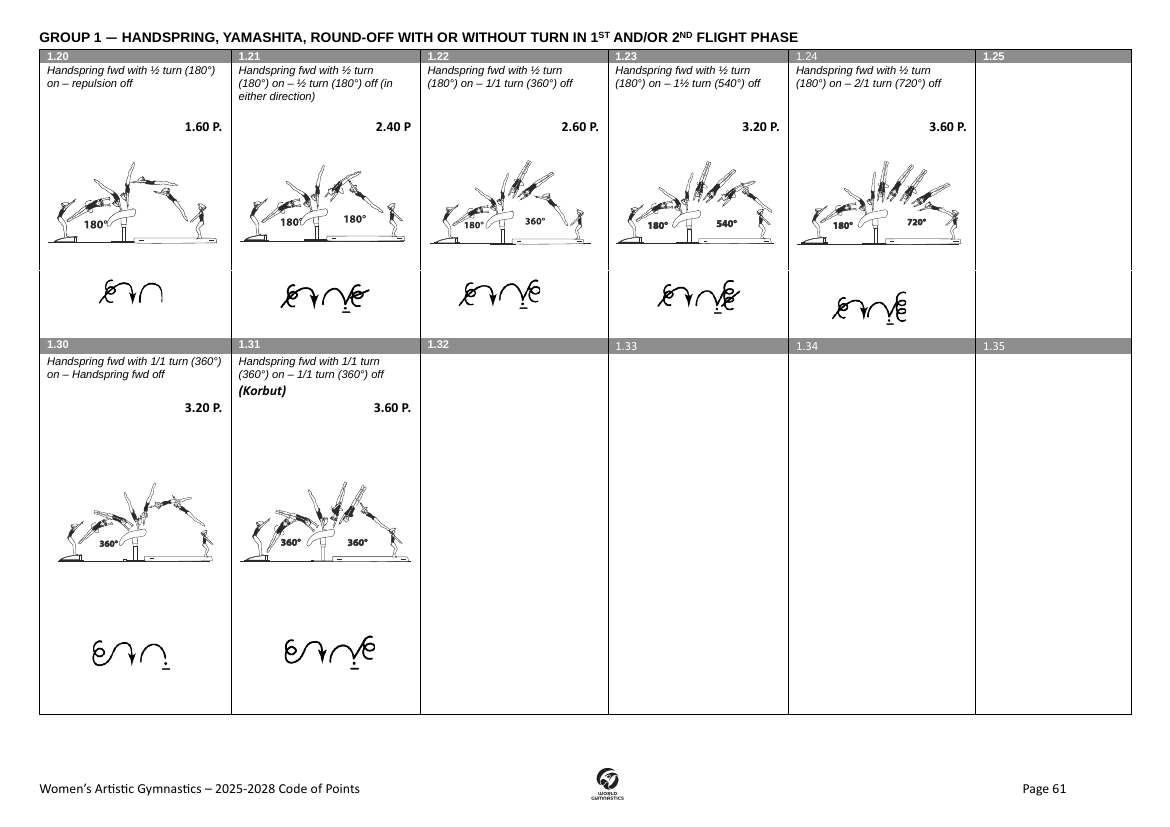 GROUP 1 — HANDSPRING, YAMASHITA, ROUND-OFF WITH OR WITHOUT TURN IN 1ST AND/OR 2ND FLIGHT PHASE
1.20
Handspring fwd with ½ turn (180°)
on – repulsion off
1.60 P.
180°
1.21
Handspring fwd with ½ turn
(180°) on – ½ turn (180°) off (in
either direction)
2.40 P
180°
180°
1.22
Handspring fwd with ½ turn
(180°) on – 1/1 turn (360°) off
2.60 P.
180°
360°
1.23
Handspring fwd with ½ turn
(180°) on – 1½ turn (540°) off
3.20 P.
180°
540°
1.24
Handspring fwd with ½ turn
(180°) on – 2/1 turn (720°) off
3.60 P.
180°
720°
1.25
1.30
Handspring fwd with 1/1 turn (360°)
on – Handspring fwd off
3.20 P.
360°
1.31
Handspring fwd with 1/1 turn
(360°) on – 1/1 turn (360°) off
(Korbut)
3.60 P.
360°
360°
1.32
1.33
1.34
1.35
Women's Artistic Gymnastics – 2025-2028 Code of Points
WORLD
GYMNASTICS
Page 61